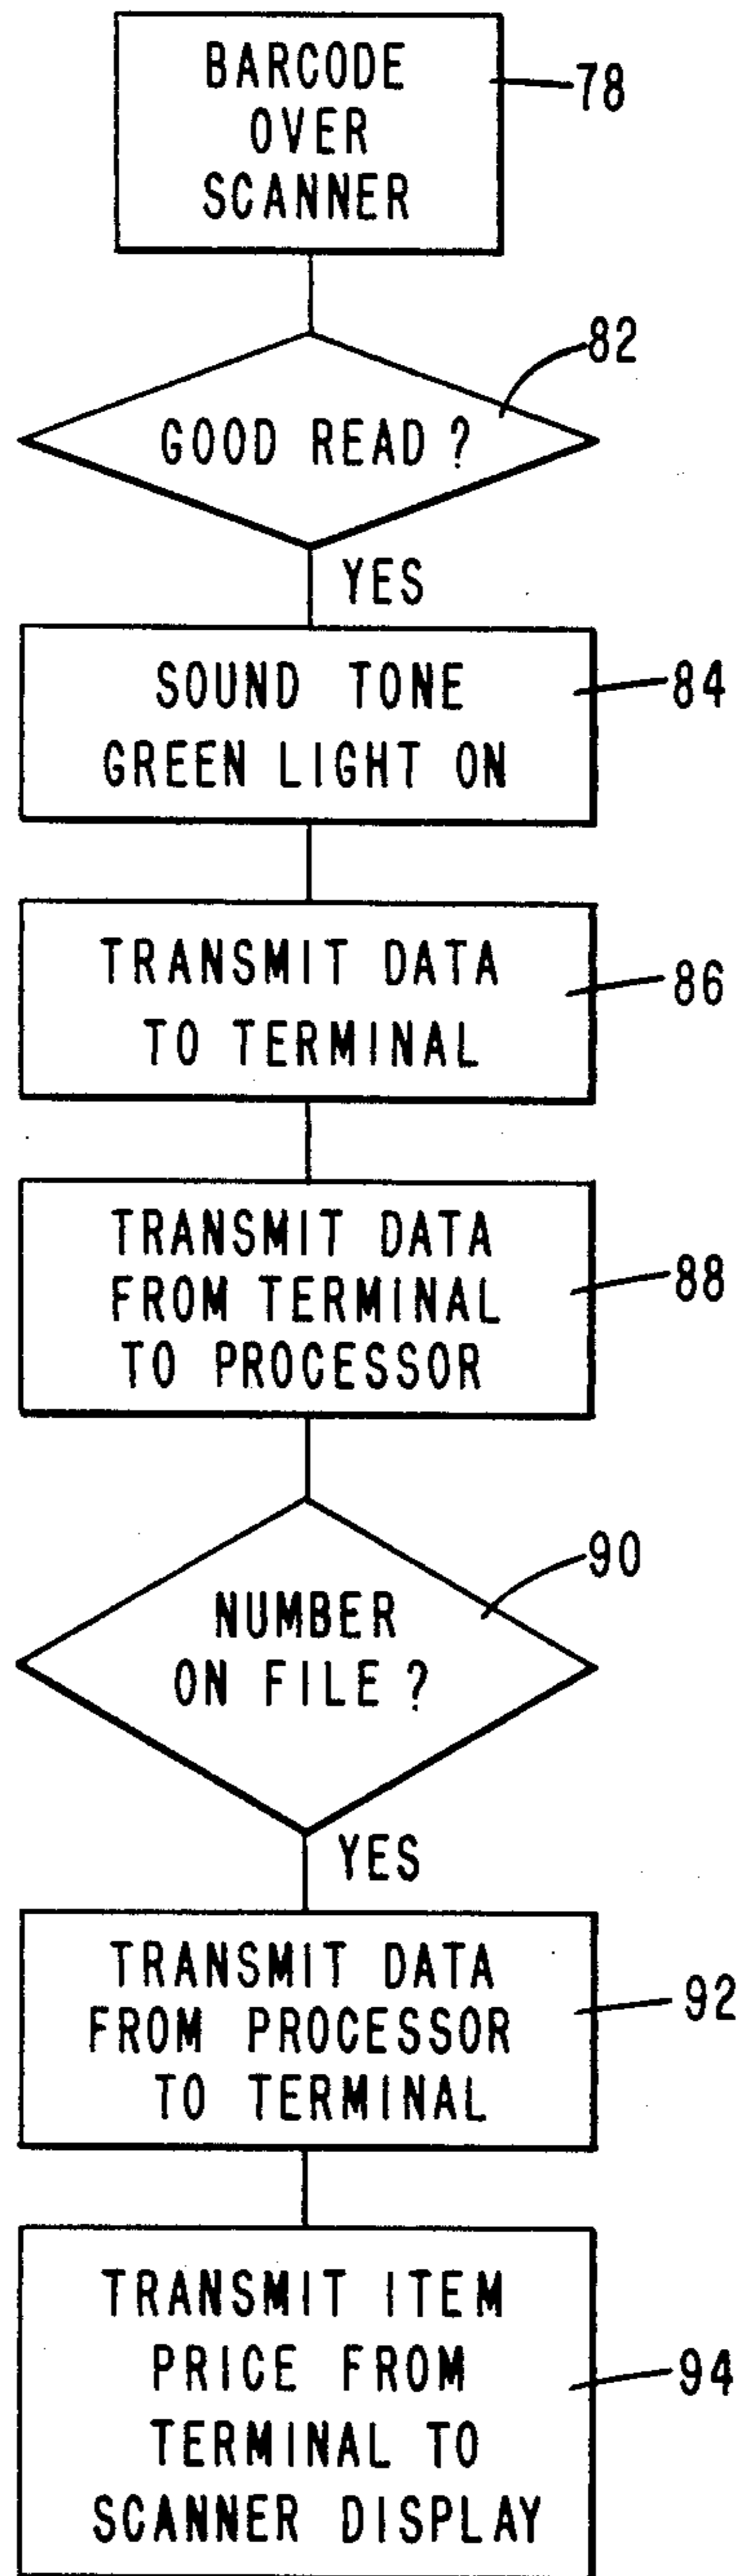 BARCODE
OVER
SCANNER
78
82
GOOD READ ?
YES
SOUND TONE
GREEN LIGHT ON
84
TRANSMIT DATA
TO TERMINAL
86
TRANSMIT DATA
FROM TERMINAL
TO PROCESSOR
88
90
NUMBER
ON FILE ?
YES
TRANSMIT DATA
FROM PROCESSOR
TO TERMINAL
92
TRANSMIT ITEM
PRICE FROM
TERMINAL TO
SCANNER DISPLAY
94